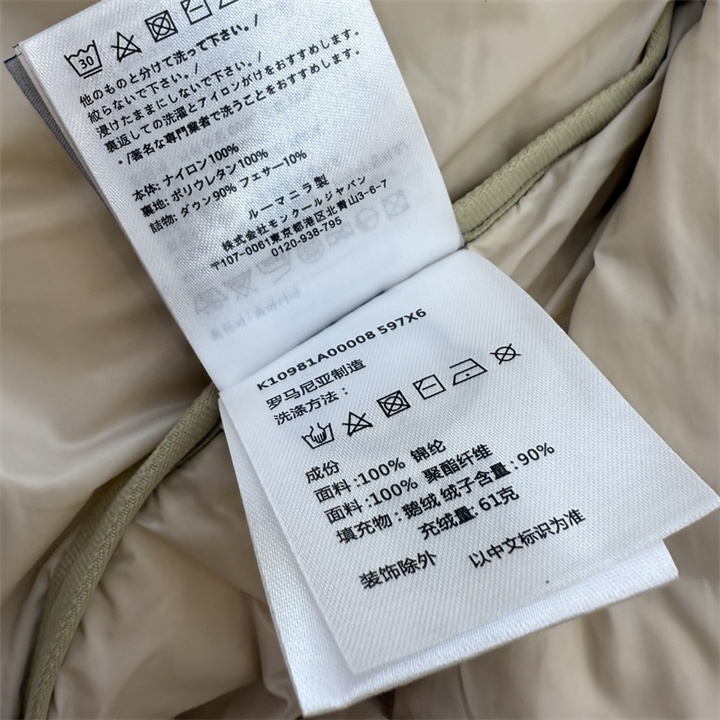 30
他のものと分けて洗って下さい。/
絞らないで下さい。/
浸けたままにしないで下さい。/
裏返しての洗濯とアイロンがけをおすすめします。
・/著名な専門業者で洗うことをおすすめします。
本体: ナイロン100%
裏地: ポリウレタン100%
詰物: ダウン90% フェザー10%
ルーマニラ製
株式会社モンクールジャパン
〒107-0061東京都港区北青山3-6-7
0120-938-795
K10981A00008 597X6
罗马尼亚制造
洗涤方法：
成份
面料:100% 锦纶
面料:100% 聚酯纤维
填充物：鹅绒 绒子含量：90%
充绒量: 61克
装饰除外 以中文标识为准